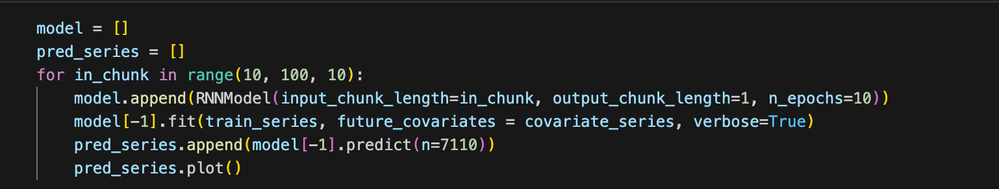 model = []
pred_series = []
for in_chunk in range(10, 100, 10):
    model.append(RNNModel(input_chunk_length=in_chunk, output_chunk_length=1, n_epochs=10))
    model[-1].fit(train_series, future_covariates = covariate_series, verbose=True)
    pred_series.append(model[-1].predict(n=7110))
    pred_series.plot()